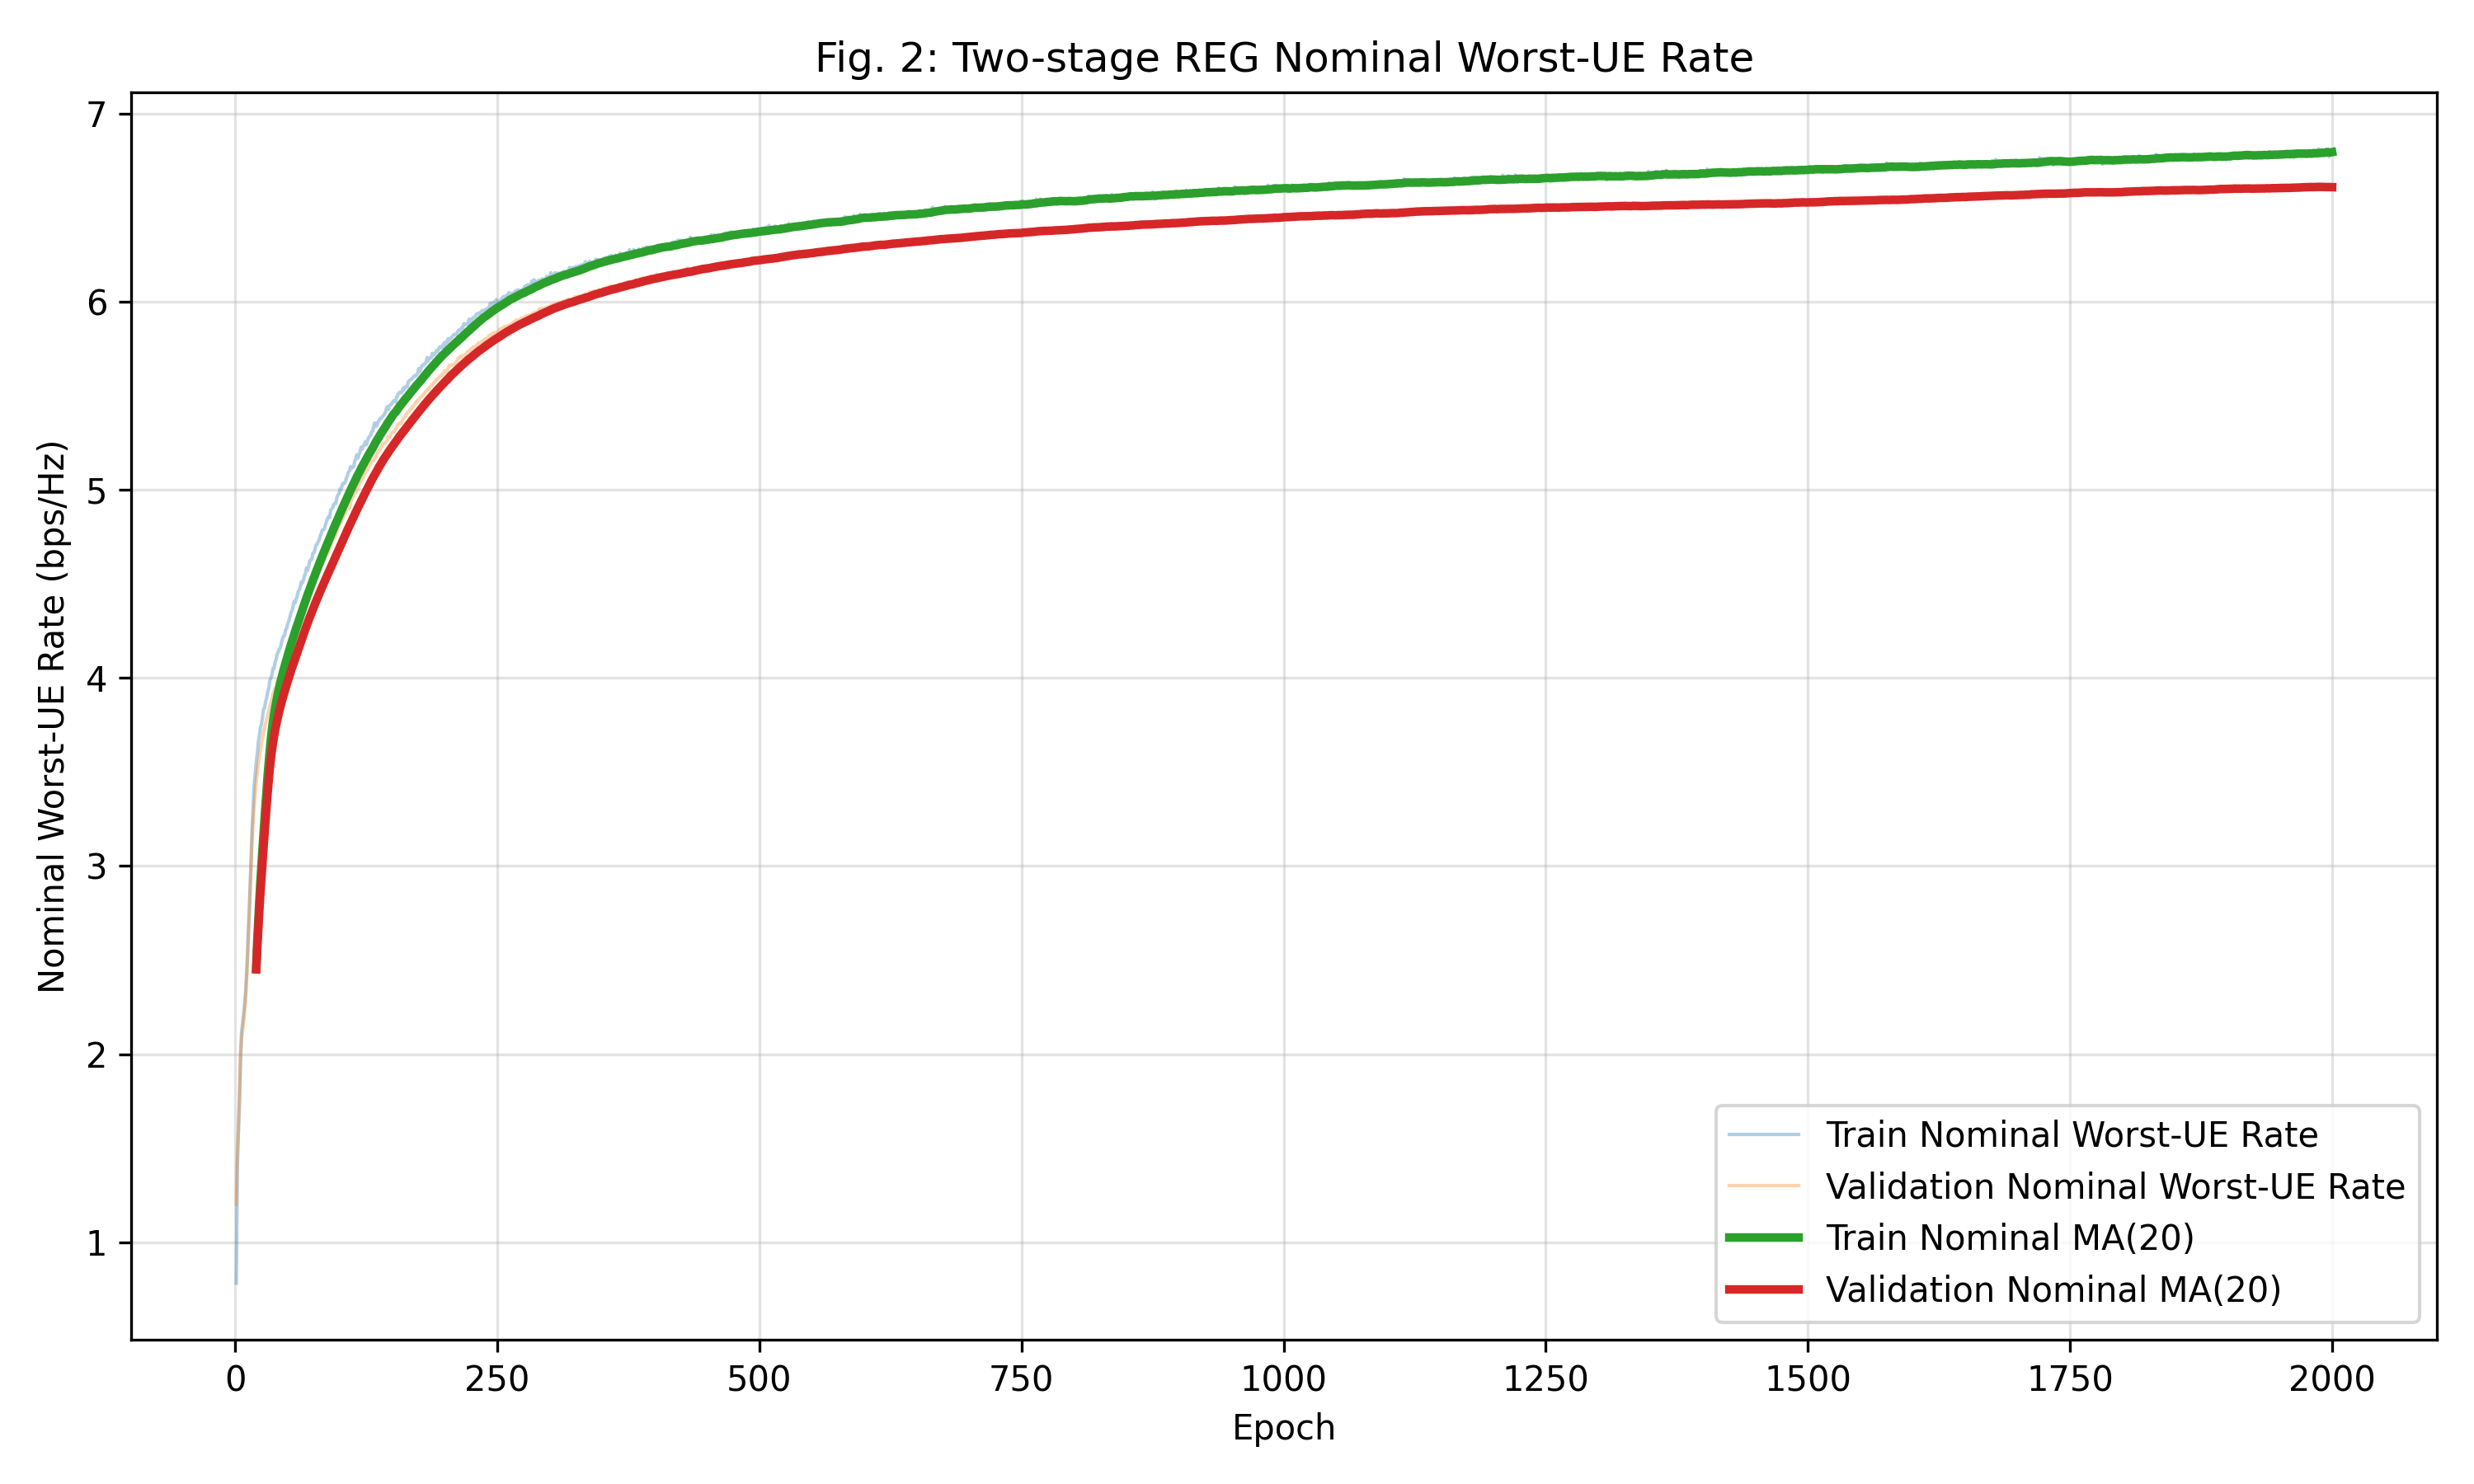 Fig. 2: Two-stage REG Nominal Worst-UE Rate
Nominal Worst-UE Rate (bps/Hz)
7
6
5
4
3
2
1
Train Nominal Worst-UE Rate
Validation Nominal Worst-UE Rate
Train Nominal MA(20)
Validation Nominal MA(20)
0 250 500 750 1000 1250 1500 1750 2000
Epoch